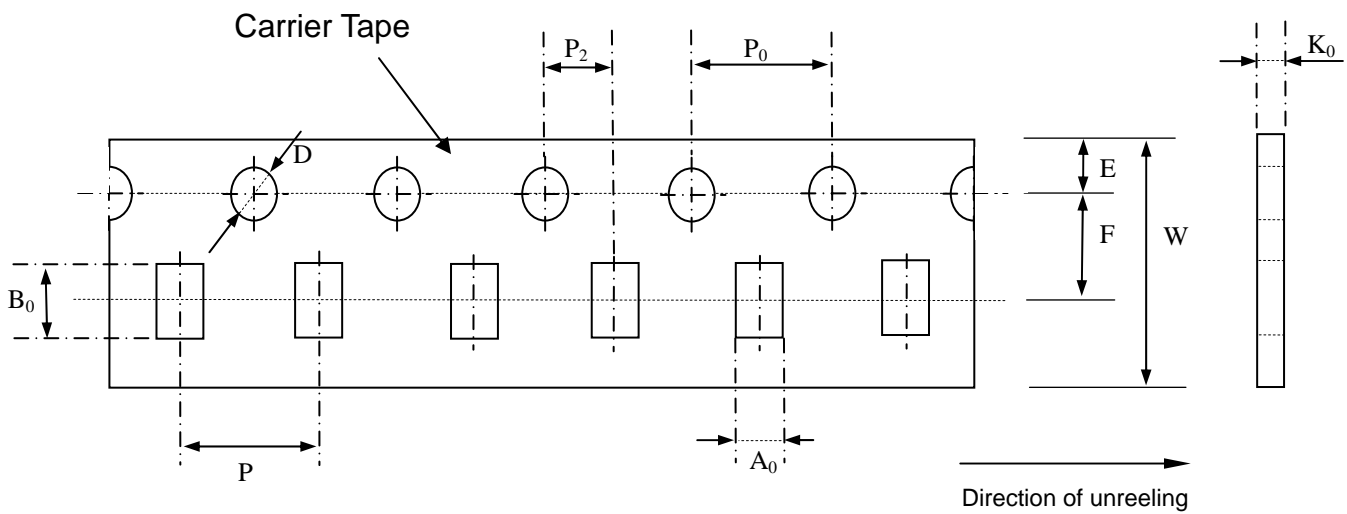 Carrier Tape
P₂
P₀
K₀
D
E
F
W
B₀
P
A₀
Direction of unreeling